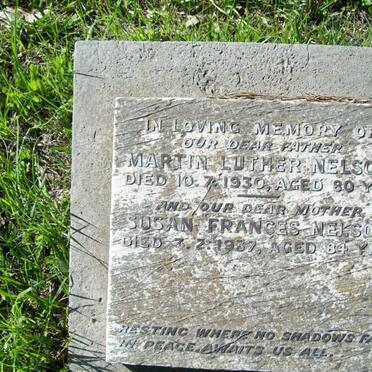 IN LOVING MEMORY OF
OUR DEAR FATHER
MARTIN LUTHER NELSO
DIED 10.7.1930, AGED 80 Y
AND OUR DEAR MOTHER
SUSAN FRANCES NELSO
DIED 3.2.1937, AGED 84 Y
RESTING WHERE NO SHADOWS FA
IN PEACE AWAITS US ALL.